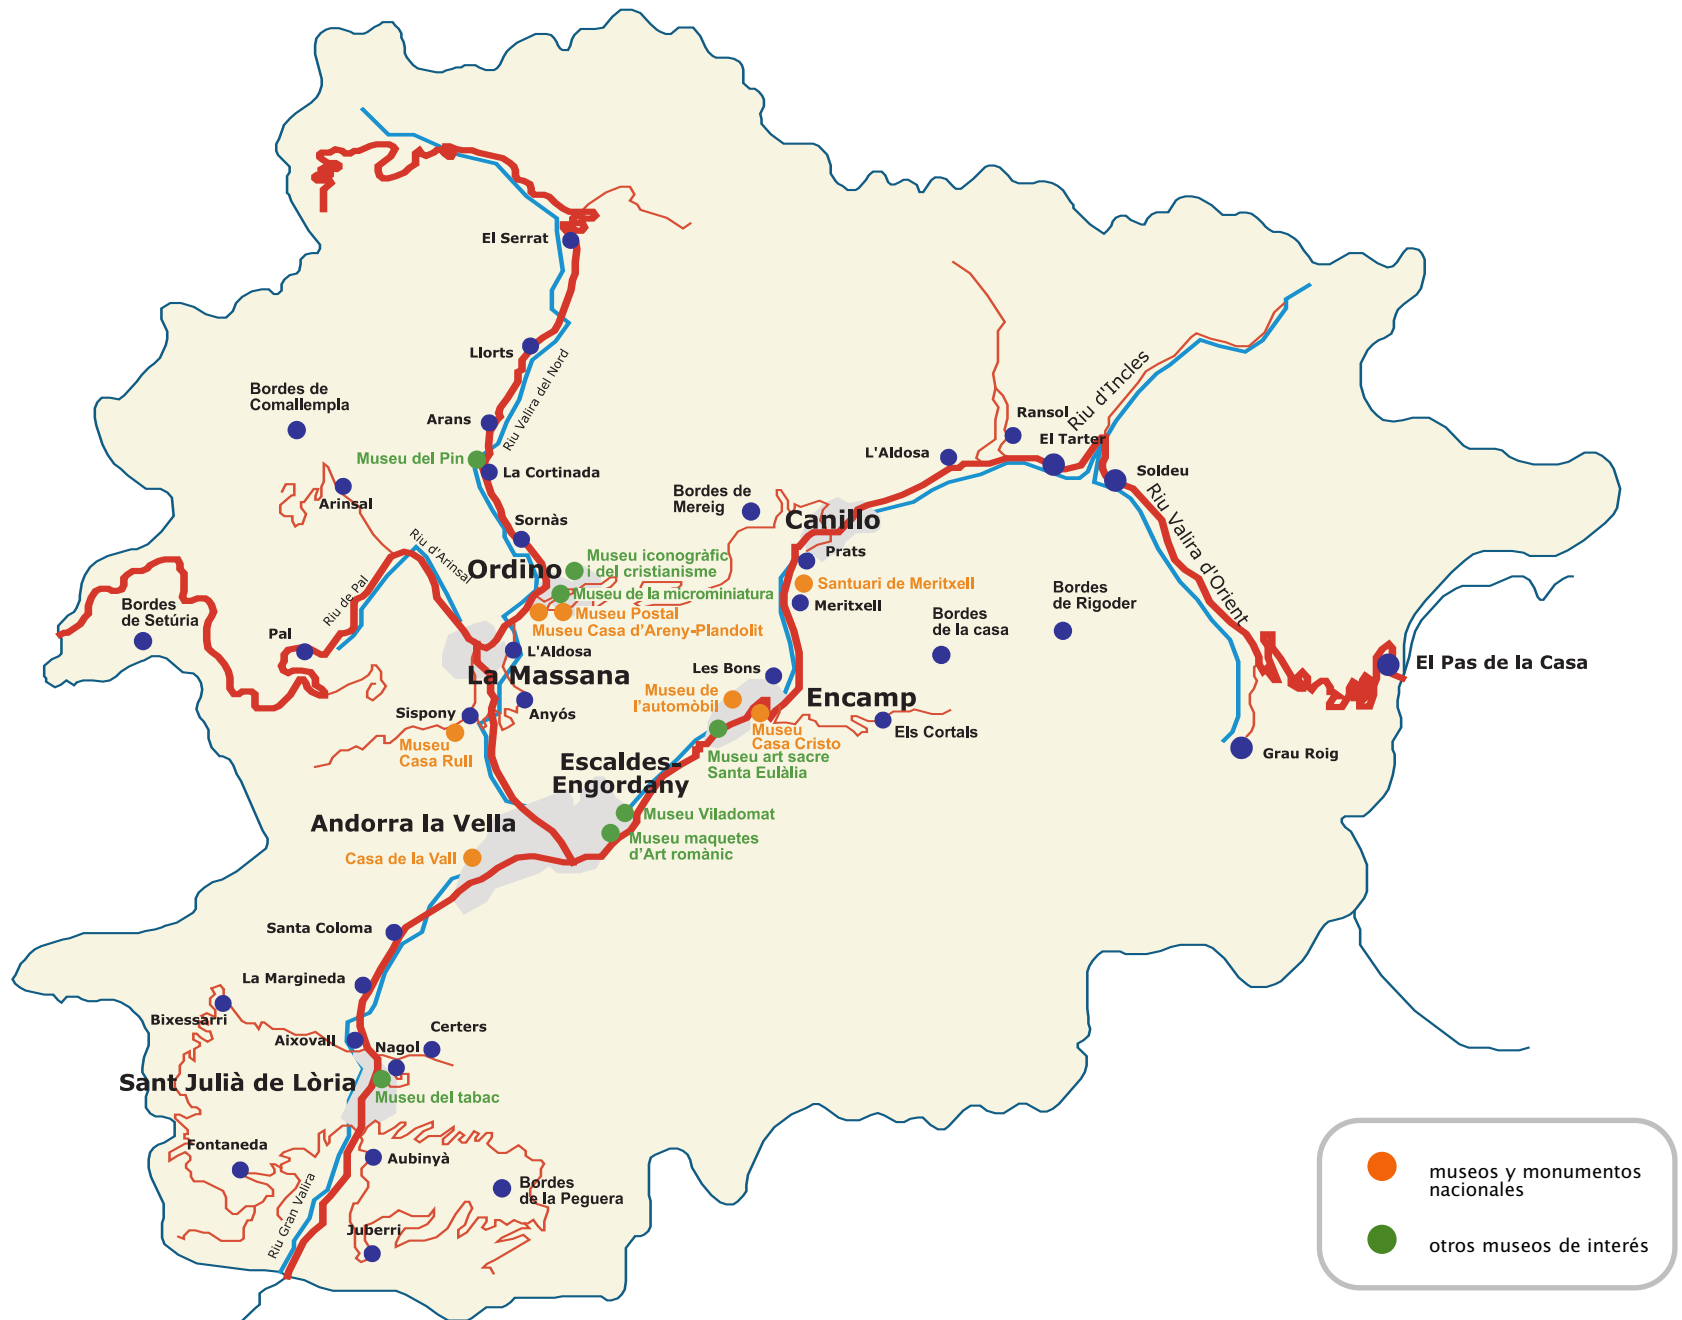 El Serrat
Llorts
Riu Valira del Nord
Bordes de
Comallempla
Arans
Museu del Pin
La Cortinada
Arinsal
Sornàs
Riu d'Arinsal
Riu de Pal
Ordino
Museu iconogràfic
i del cristianisme
Museu de la microminiatura
Museu Postal
Museu Casa d'Areny-Plandolit
Bordes
de Setúria
Pal
L'Aldosa
La Massana
Sispony
Anyós
Museu
Casa Rull
Bordes de
Mereig
Canillo
Prats
Santuari de Meritxell
Meritxell
L'Aldosa
Ransol
El Tarter
Riu d'Incles
Soldeu
Riu Valira d'Orient
Bordes
de Rigoder
Bordes
de la casa
El Pas de la Casa
Grau Roig
Les Bons
Museu de
l'automòbil
Encamp
Museu
Casa Cristo
Els Cortals
Museu art sacre
Santa Eulàlia
Escaldes-
Engordany
Museu Viladomat
Museu maquetes
d'Art romànic
Andorra la Vella
Casa de la Vall
Santa Coloma
La Margineda
Bixessarri
Aixovall
Certers
Nagol
Sant Julià de Lòria
Museu del tabac
Fontaneda
Aubinyà
Bordes
de la Peguera
Juberri
Riu Gran Valira
museos y monumentos
nacionales
otros museos de interés